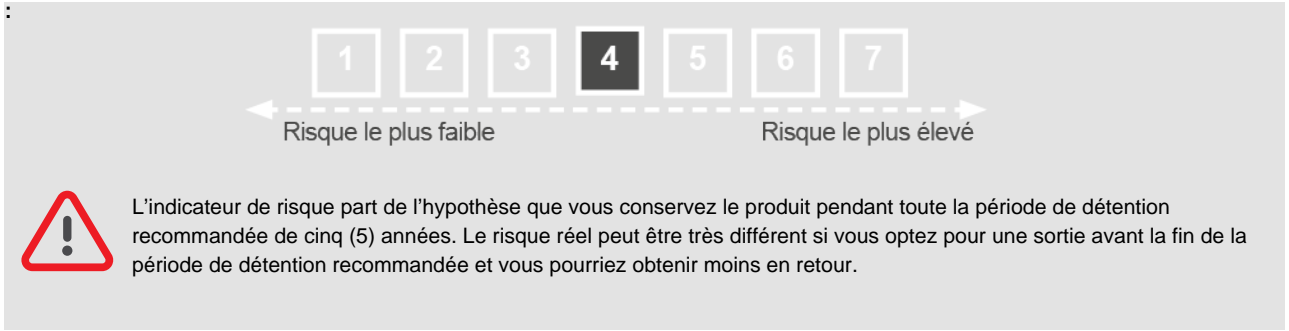 :
1 2 3 4 5 6 7
Risque le plus faible Risque le plus élevé
L'indicateur de risque part de l'hypothèse que vous conservez le produit pendant toute la période de détention
recommandée de cinq (5) années. Le risque réel peut être très différent si vous optez pour une sortie avant la fin de la
période de détention recommandée et vous pourriez obtenir moins en retour.